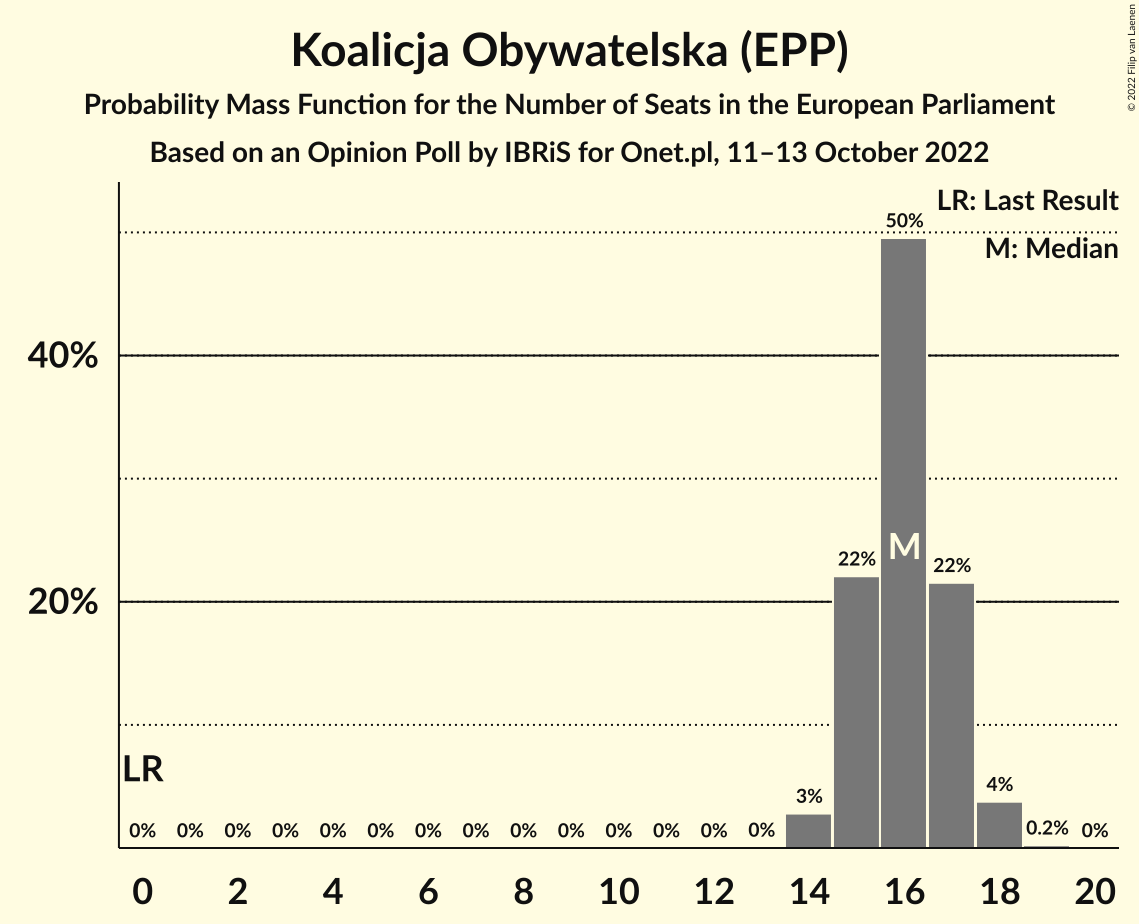 Koalicja Obywatelska (EPP)
Probability Mass Function for the Number of Seats in the European Parliament
Based on an Opinion Poll by IBRiS for Onet.pl, 11–13 October 2022
© 2022 Filip van Laenen
LR: Last Result
M: Median
50%
40%
22%
M
22%
20%
LR
3%
4%
0% 0% 0% 0% 0% 0% 0% 0% 0% 0% 0% 0% 0% 0% 0.2% 0%
0 2 4 6 8 10 12 14 16 18 20